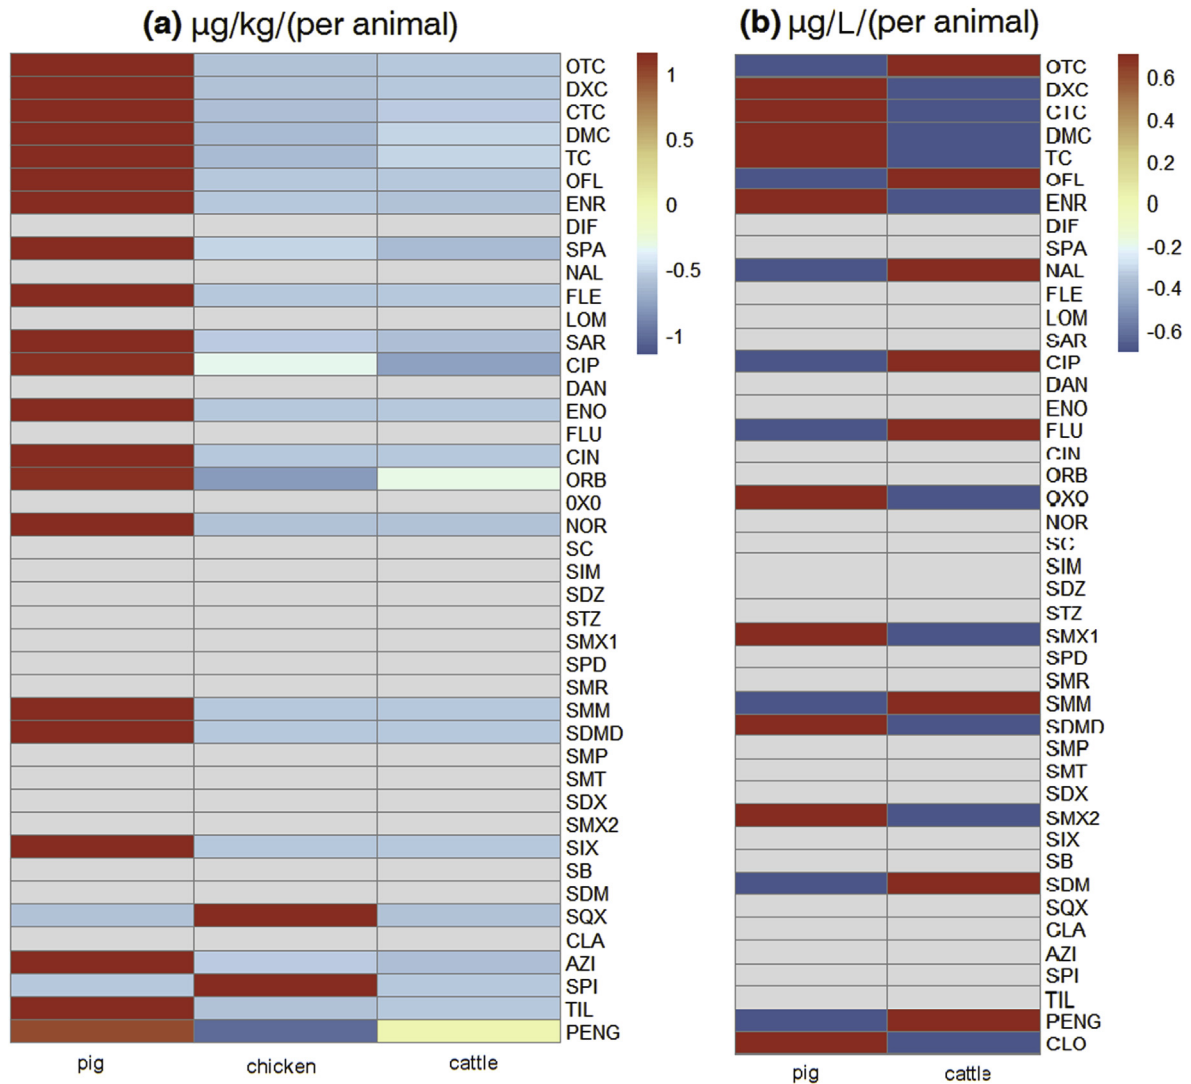 (a) µg/kg/(per animal)
OTC
DXC
CTC
DMC
TC
OFL
ENR
DIF
SPA
NAL
FLE
LOM
SAR
CIP
DAN
ENO
FLU
CIN
ORB
0X0
NOR
SC
SIM
SDZ
STZ
SMX1
SPD
SMR
SMM
SDMD
SMP
SMT
SDX
SMX2
SIX
SB
SDM
SQX
CLA
AZI
SPI
TIL
PENG
pig chicken cattle
1
0.5
0
-0.5
-1
(b) µg/L/(per animal)
OTC
DXC
CTC
DMC
TC
OFL
ENR
DIF
SPA
NAL
FLE
LOM
SAR
CIP
DAN
ENO
FLU
CIN
ORB
OXO
NOR
SC
SIM
SDZ
STZ
SMX1
SPD
SMR
SMM
SDMD
SMP
SMT
SDX
SMX2
SIX
SB
SDM
SQX
CLA
AZI
SPI
TIL
PENG
CLO
pig cattle
0.6
0.4
0.2
0
-0.2
-0.4
-0.6